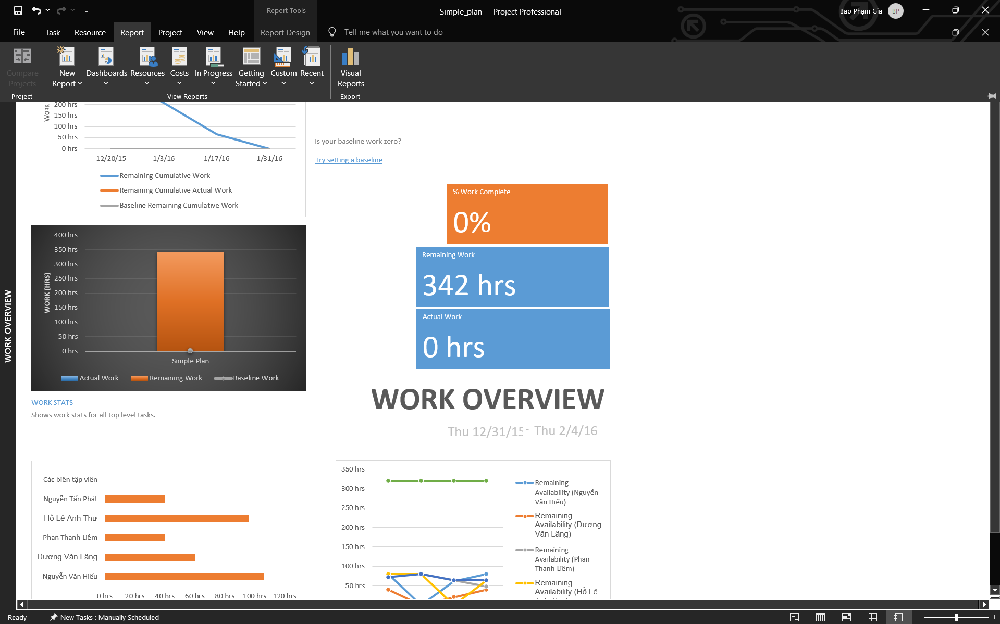 Report Tools
Simple_plan - Project Professional
Bảo Phạm Gia
BP
File
Task
Resource
Report
Project
View
Help
Report Design
Tell me what you want to do
Compare
Projects
New
Report
Dashboards
Resources
Costs
In Progress
Getting
Started
Custom
Recent
Visual
Reports
Project
View Reports
Export
WORK OVERVIEW
WORK
200 hrs
150 hrs
100 hrs
50 hrs
0 hrs
12/20/15
1/3/16
1/17/16
1/31/16
Remaining Cumulative Work
Remaining Cumulative Actual Work
Baseline Remaining Cumulative Work
Is your baseline work zero?
Try setting a baseline
% Work Complete
0%
Remaining Work
342 hrs
Actual Work
0 hrs
WORK (HRS)
400 hrs
350 hrs
300 hrs
250 hrs
200 hrs
150 hrs
100 hrs
50 hrs
0 hrs
Simple Plan
Actual Work
Remaining Work
Baseline Work
WORK STATS
Shows work stats for all top level tasks.
WORK OVERVIEW
Thu 12/31/15 - Thu 2/4/16
Các biên tập viên
Nguyễn Tấn Phát
Hồ Lê Anh Thư
Phan Thanh Liêm
Dương Văn Lãng
Nguyễn Văn Hiếu
0 hrs
20 hrs
40 hrs
60 hrs
80 hrs
100 hrs
120 hrs
350 hrs
300 hrs
250 hrs
200 hrs
150 hrs
100 hrs
50 hrs
Remaining
Availability (Nguyễn
Văn Hiếu)
Remaining
Availability (Dương
Văn Lãng)
Remaining
Availability (Phan
Thanh Liêm)
Remaining
Availability (Hồ Lê
Ready
New Tasks : Manually Scheduled